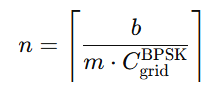 n = ⌈ b / (m · C_grid^BPSK) ⌉